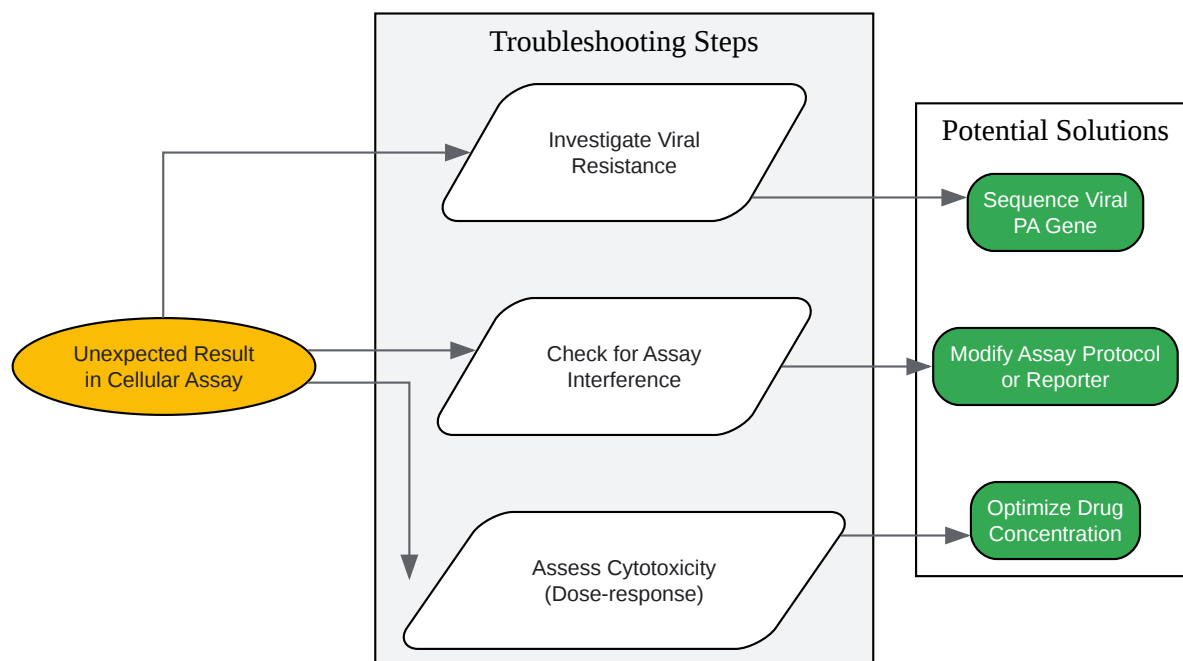 Troubleshooting Steps
Investigate Viral
Resistance
Check for Assay
Interference
Assess Cytotoxicity
(Dose-response)
Potential Solutions
Sequence Viral
PA Gene
Modify Assay Protocol
or Reporter
Optimize Drug
Concentration
Unexpected Result
in Cellular Assay